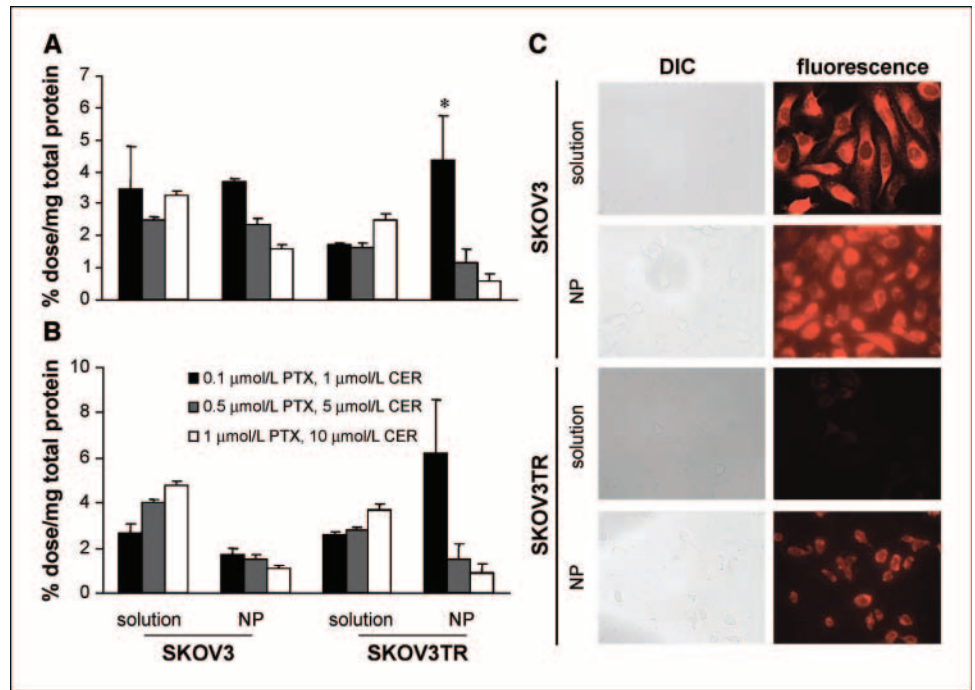 A
% dose/mg total protein
7
6
5
4
3
2
1
0
*
B
% dose/mg total protein
10
8
6
4
2
0
0.1 μmol/L PTX, 1 μmol/L CER
0.5 μmol/L PTX, 5 μmol/L CER
1 μmol/L PTX, 10 μmol/L CER
solution NP solution NP
SKOV3 SKOV3TR
C
DIC fluorescence
SKOV3
solution
NP
SKOV3TR
solution
NP